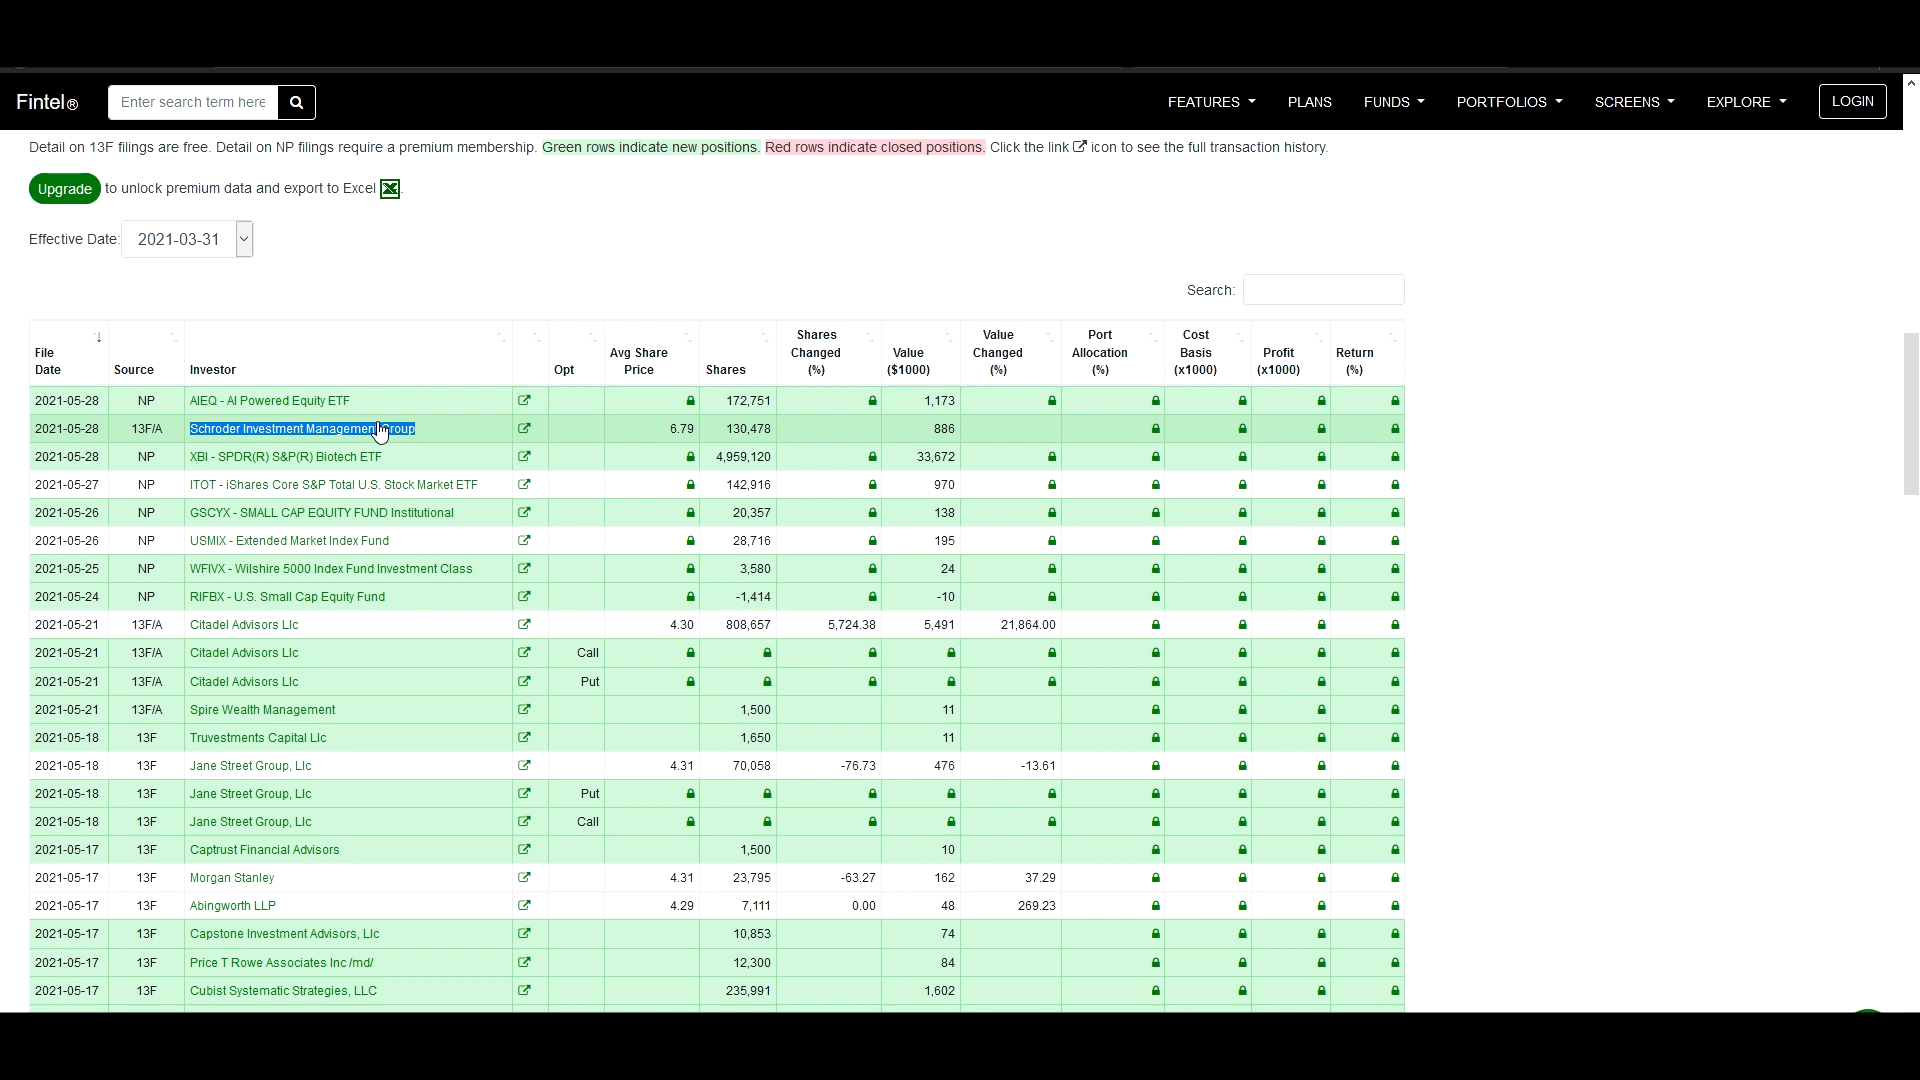 Fintel® Enter search term here FEATURES PLANS FUNDS PORTFOLIOS SCREENS EXPLORE LOGIN
Detail on 13F filings are free. Detail on NP filings require a premium membership. Green rows indicate new positions. Red rows indicate closed positions. Click the link icon to see the full transaction history.
Upgrade to unlock premium data and export to Excel
Effective Date: 2021-03-31
Search:
File Date Source Investor Opt Avg Share Price Shares Shares Changed (%) Value ($1000) Value Changed (%) Port Allocation (%) Cost Basis (x1000) Profit (x1000) Return (%)
2021-05-28 NP AIEQ - AI Powered Equity ETF 172,751 1,173
2021-05-28 13F/A Schroder Investment Management Group 6.79 130,478 886
2021-05-28 NP XBI - SPDR(R) S&P(R) Biotech ETF 4,959,120 33,672
2021-05-27 NP ITOT - iShares Core S&P Total U.S. Stock Market ETF 142,916 970
2021-05-26 NP GSCYX - SMALL CAP EQUITY FUND Institutional 20,357 138
2021-05-26 NP USMIX - Extended Market Index Fund 28,716 195
2021-05-25 NP WFIVX - Wilshire 5000 Index Fund Investment Class 3,580 24
2021-05-24 NP RIFBX - U.S. Small Cap Equity Fund -1,414 -10
2021-05-21 13F/A Citadel Advisors Llc 4.30 808,657 5,724.38 5,491 21,864.00
2021-05-21 13F/A Citadel Advisors Llc Call
2021-05-21 13F/A Citadel Advisors Llc Put
2021-05-21 13F/A Spire Wealth Management 1,500 11
2021-05-18 13F Truvestments Capital Llc 1,650 11
2021-05-18 13F Jane Street Group, Llc 4.31 70,058 -76.73 476 -13.61
2021-05-18 13F Jane Street Group, Llc Put
2021-05-18 13F Jane Street Group, Llc Call
2021-05-17 13F Captrust Financial Advisors 1,500 10
2021-05-17 13F Morgan Stanley 4.31 23,795 -63.27 162 37.29
2021-05-17 13F Abingworth LLP 4.29 7,111 0.00 48 269.23
2021-05-17 13F Capstone Investment Advisors, Llc 10,853 74
2021-05-17 13F Price T Rowe Associates Inc /md/ 12,300 84
2021-05-17 13F Cubist Systematic Strategies, LLC 235,991 1,602